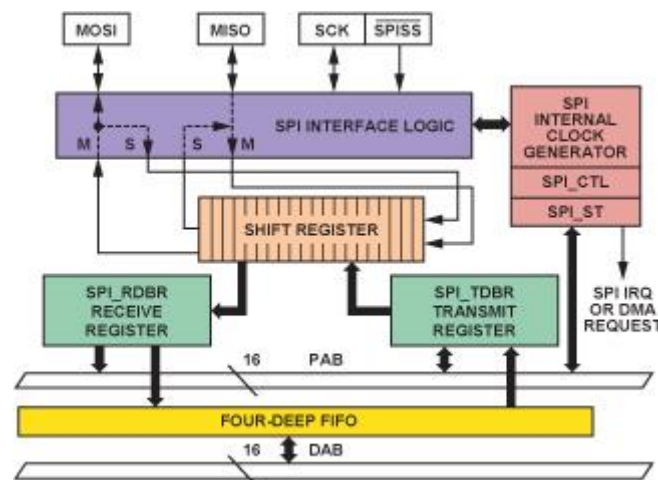 MOSI MISO SCK SPISS
SPI INTERFACE LOGIC
M S S M
SPI
INTERNAL
CLOCK
GENERATOR
SPI_CTL
SPI_ST
SHIFT REGISTER
SPI_RDBR
RECEIVE
REGISTER
SPI_TDBR
TRANSMIT
REGISTER
SPI IRQ
OR DMA
REQUEST
16 PAB
FOUR-DEEP FIFO
16 DAB